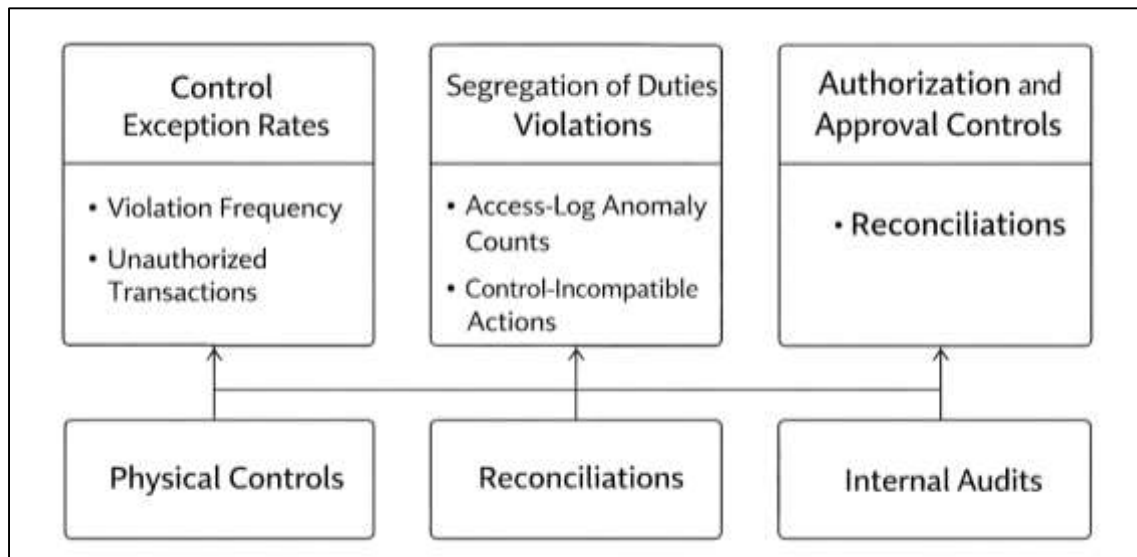 Control
Exception Rates
• Violation Frequency
• Unauthorized
Transactions
Segregation of Duties
Violations
• Access-Log Anomaly
Counts
• Control-Incompatible
Actions
Authorization and
Approval Controls
• Reconciliations
Physical Controls
Reconciliations
Internal Audits